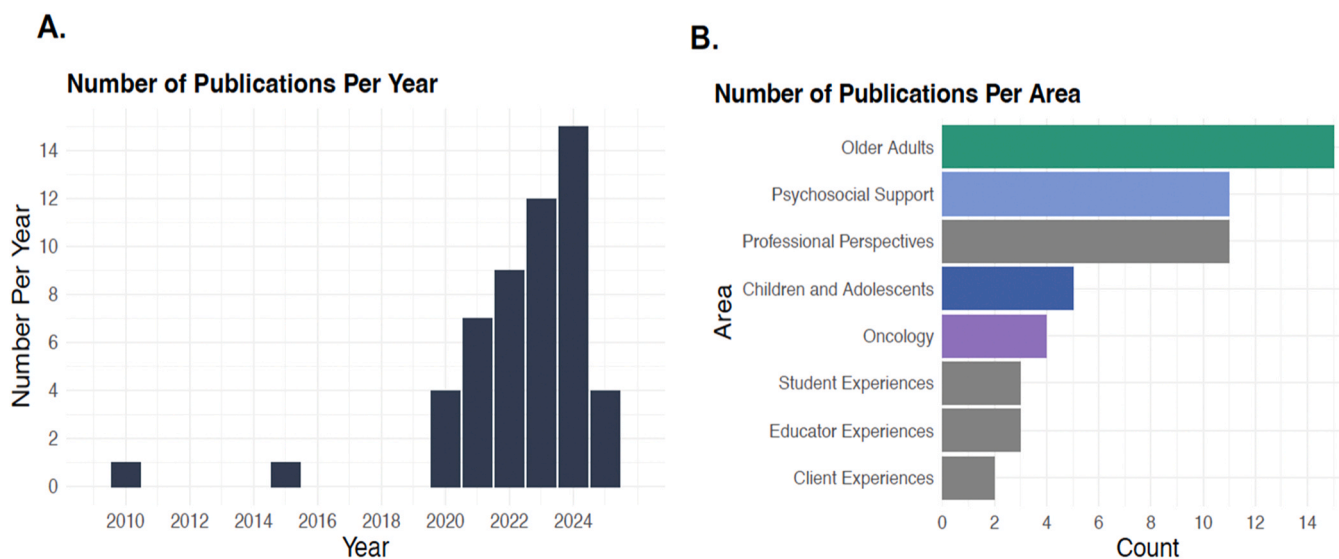 A.
Number of Publications Per Year
14
12
10
8
6
4
2
0
Number Per Year
2010 2012 2014 2016 2018 2020 2022 2024
Year
B.
Number of Publications Per Area
Older Adults
Psychosocial Support
Professional Perspectives
Children and Adolescents
Oncology
Student Experiences
Educator Experiences
Client Experiences
Area
0 2 4 6 8 10 12 14
Count